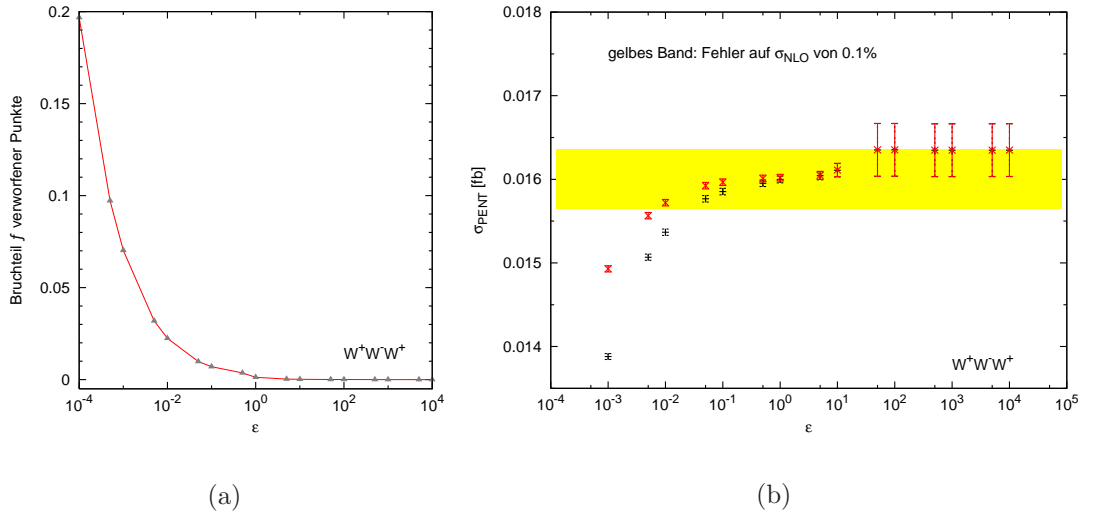 Bruchteil f verworfener Punkte
0.2
0.15
0.1
0.05
0
10⁻⁴ 10⁻² 10⁰ 10² 10⁴
ε
W⁺W⁻W⁺
(a)
σPENT [fb]
0.018
0.017
0.016
0.015
0.014
gelbes Band: Fehler auf σNLO von 0.1%
W⁺W⁻W⁺
10⁻⁴ 10⁻³ 10⁻² 10⁻¹ 10⁰ 10¹ 10² 10³ 10⁴ 10⁵
ε
(b)